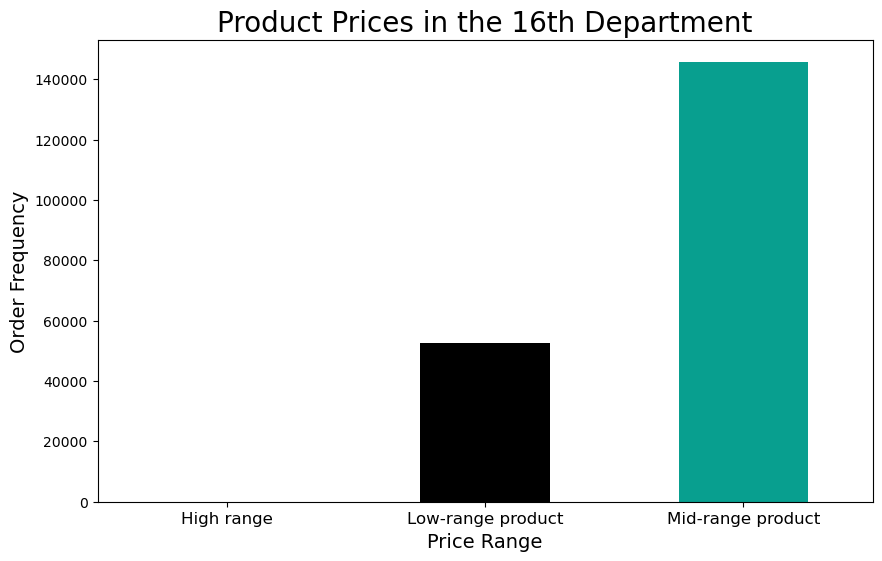 Product Prices in the 16th Department
Order Frequency
140000
120000
100000
80000
60000
40000
20000
0
High range
Low-range product
Mid-range product
Price Range